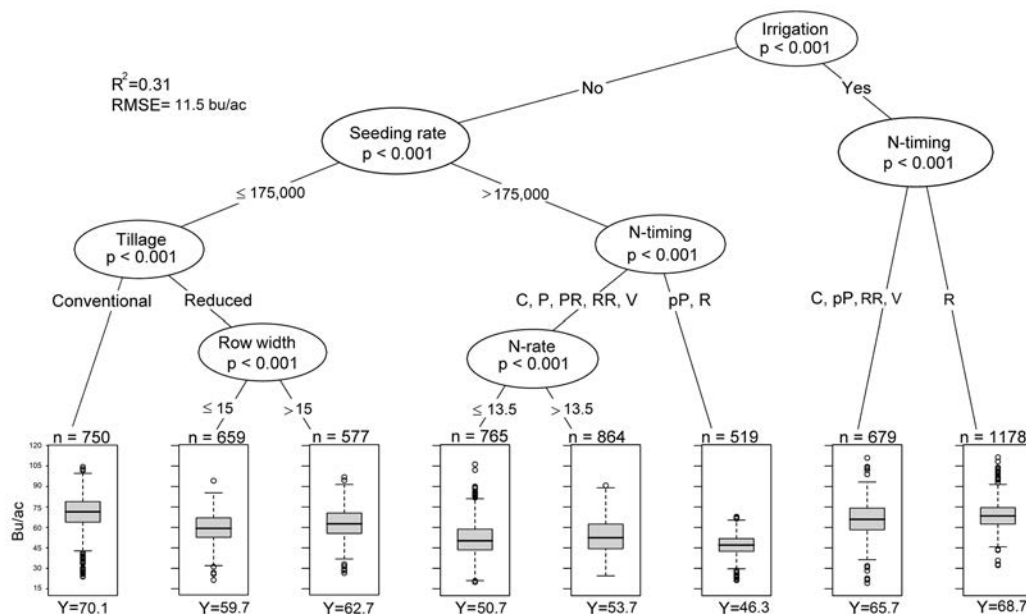 Irrigation
p < 0.001
R²=0.31
RMSE= 11.5 bu/ac
No
Yes
Seeding rate
p < 0.001
N-timing
p < 0.001
≤ 175,000
>175,000
Tillage
p < 0.001
N-timing
p < 0.001
Conventional
Reduced
C, P, PR, RR, V
pP, R
C, pP, RR, V
R
Row width
p < 0.001
N-rate
p < 0.001
≤ 15
>15
≤ 13.5
>13.5
n = 750
n = 659
n = 577
n = 765
n = 864
n = 519
n = 679
n = 1178
120
105
90
75
60
45
30
15
Bu/ac
Y=70.1
Y=59.7
Y=62.7
Y=50.7
Y=53.7
Y=46.3
Y=65.7
Y=68.7